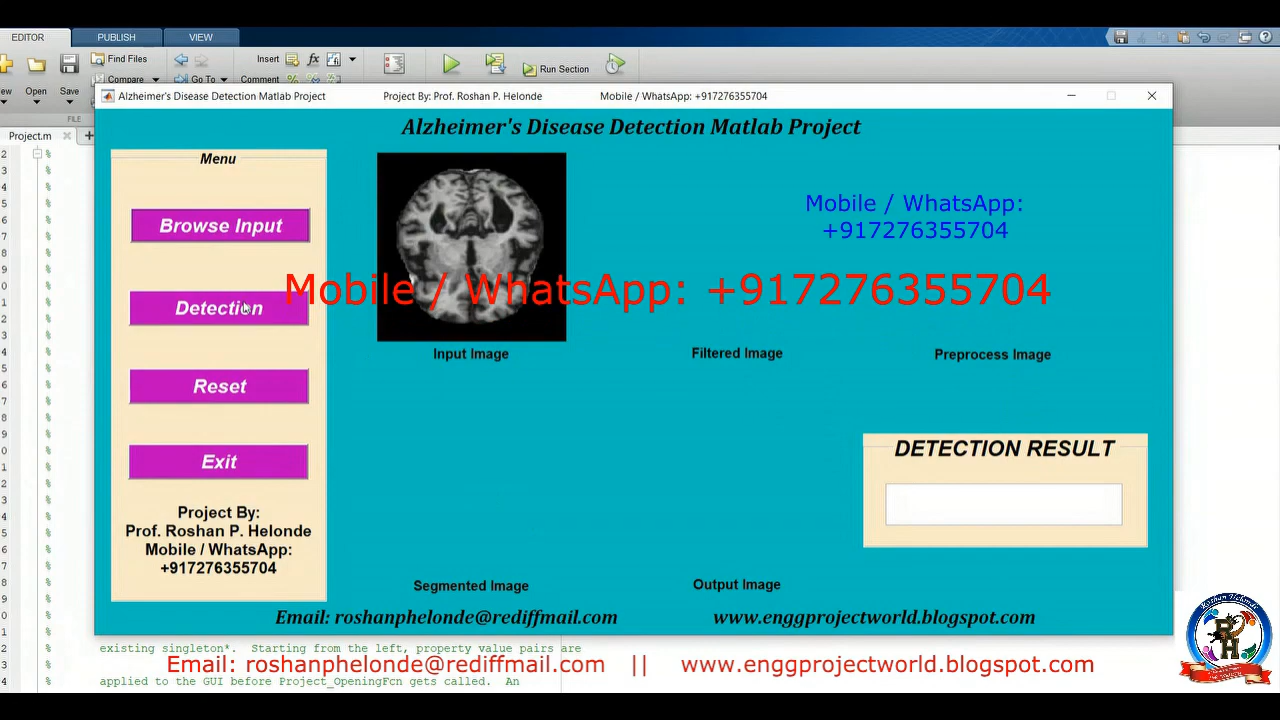 EDITOR
PUBLISH
VIEW
Find Files
Insert
fx
Compare
Go To
Comment
Open
Save
Run Section
FILE
Project.m
Alzheimer's Disease Detection Matlab Project
Project By: Prof. Roshan P. Helonde
Mobile / WhatsApp: +917276355704
Alzheimer's Disease Detection Matlab Project
Menu
Browse Input
Detection
Reset
Exit
Project By:
Prof. Roshan P. Helonde
Mobile / WhatsApp:
+917276355704
Mobile / WhatsApp:
+917276355704
Mobile / WhatsApp: +917276355704
Input Image
Filtered Image
Preprocess Image
DETECTION RESULT
Segmented Image
Output Image
Email: roshanphelonde@rediffmail.com
www.enggprojectworld.blogspot.com
existing singleton*. Starting from the left, property value pairs are
Email: roshanphelonde@rediffmail.com || www.enggprojectworld.blogspot.com
applied to the GUI before Project_OpeningFcn gets called. An